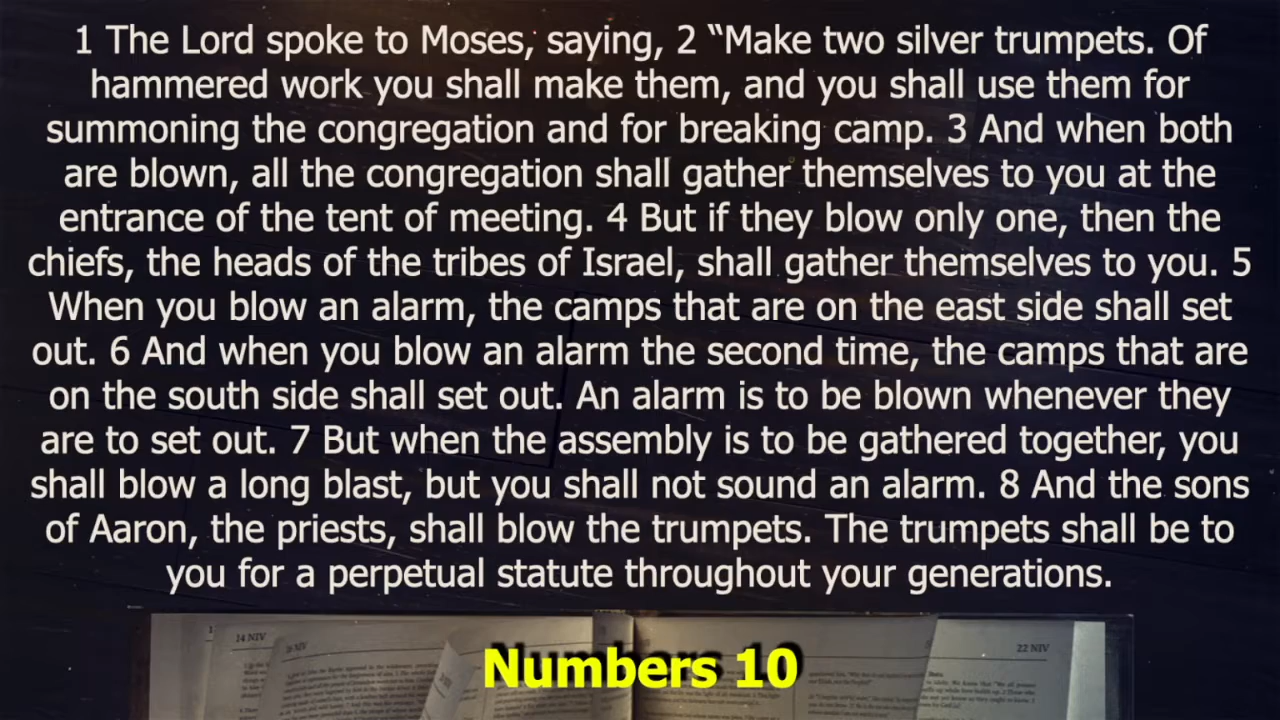 1 The Lord spoke to Moses, saying, 2 “Make two silver trumpets. Of
hammered work you shall make them, and you shall use them for
summoning the congregation and for breaking camp. 3 And when both
are blown, all the congregation shall gather themselves to you at the
entrance of the tent of meeting. 4 But if they blow only one, then the
chiefs, the heads of the tribes of Israel, shall gather themselves to you. 5
When you blow an alarm, the camps that are on the east side shall set
out. 6 And when you blow an alarm the second time, the camps that are
on the south side shall set out. An alarm is to be blown whenever they
are to set out. 7 But when the assembly is to be gathered together, you
shall blow a long blast, but you shall not sound an alarm. 8 And the sons
of Aaron, the priests, shall blow the trumpets. The trumpets shall be to
you for a perpetual statute throughout your generations.
14 NIV
22 NIV
Numbers 10